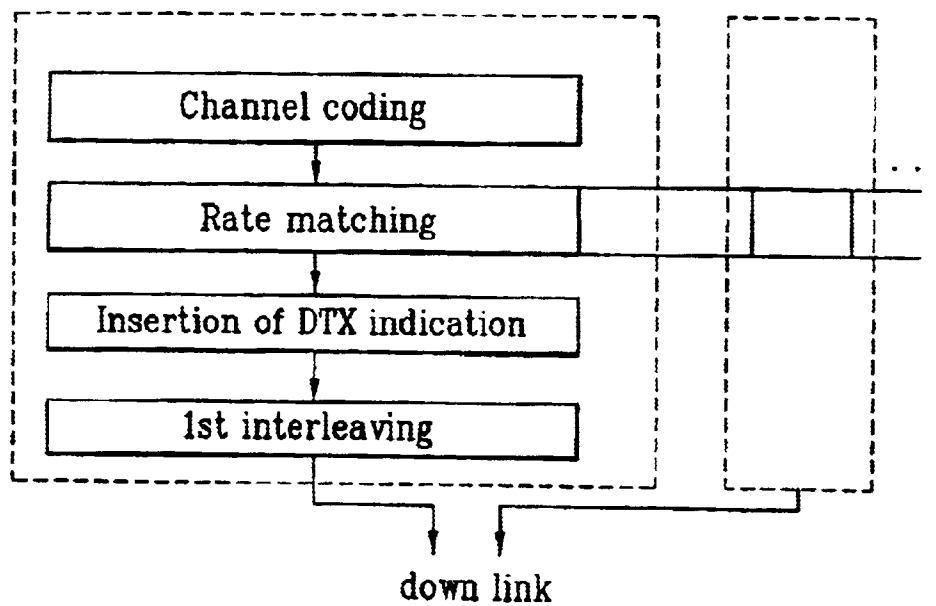 Channel coding
Rate matching
Insertion of DTX indication
1st interleaving
down link